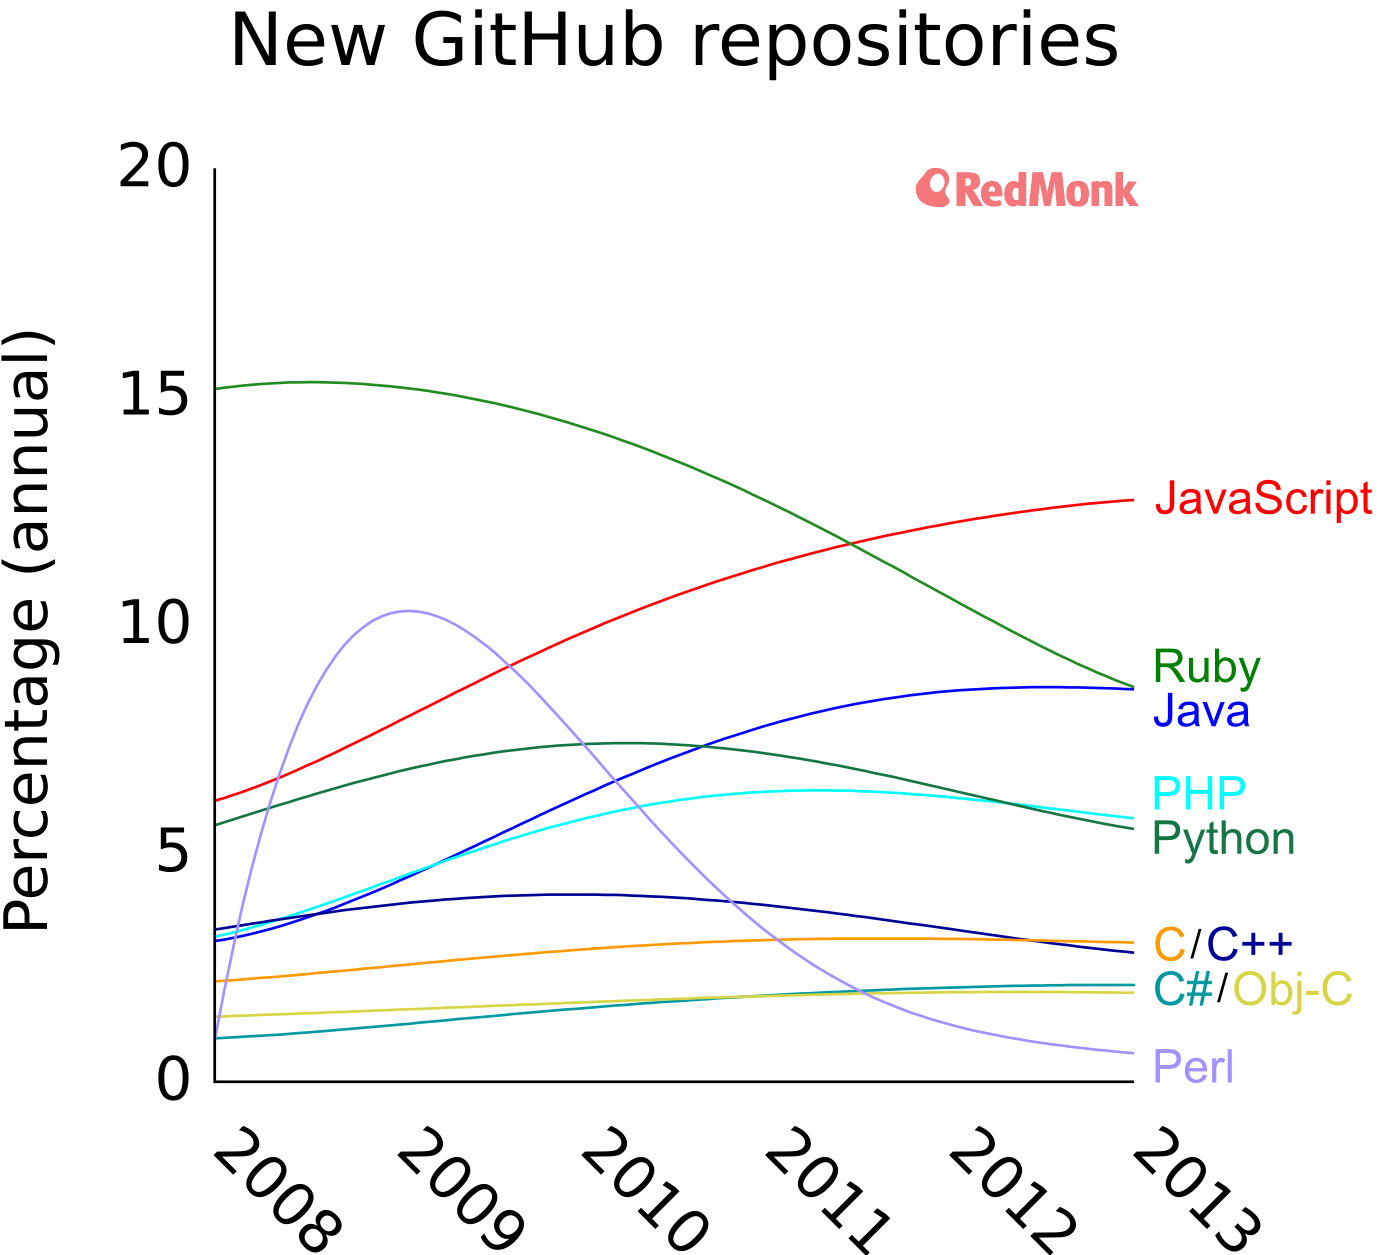 New GitHub repositories
RedMonk
Percentage (annual)
20
15
10
5
0
JavaScript
Ruby
Java
PHP
Python
C/C++
C#/Obj-C
Perl
2008
2009
2010
2011
2012
2013